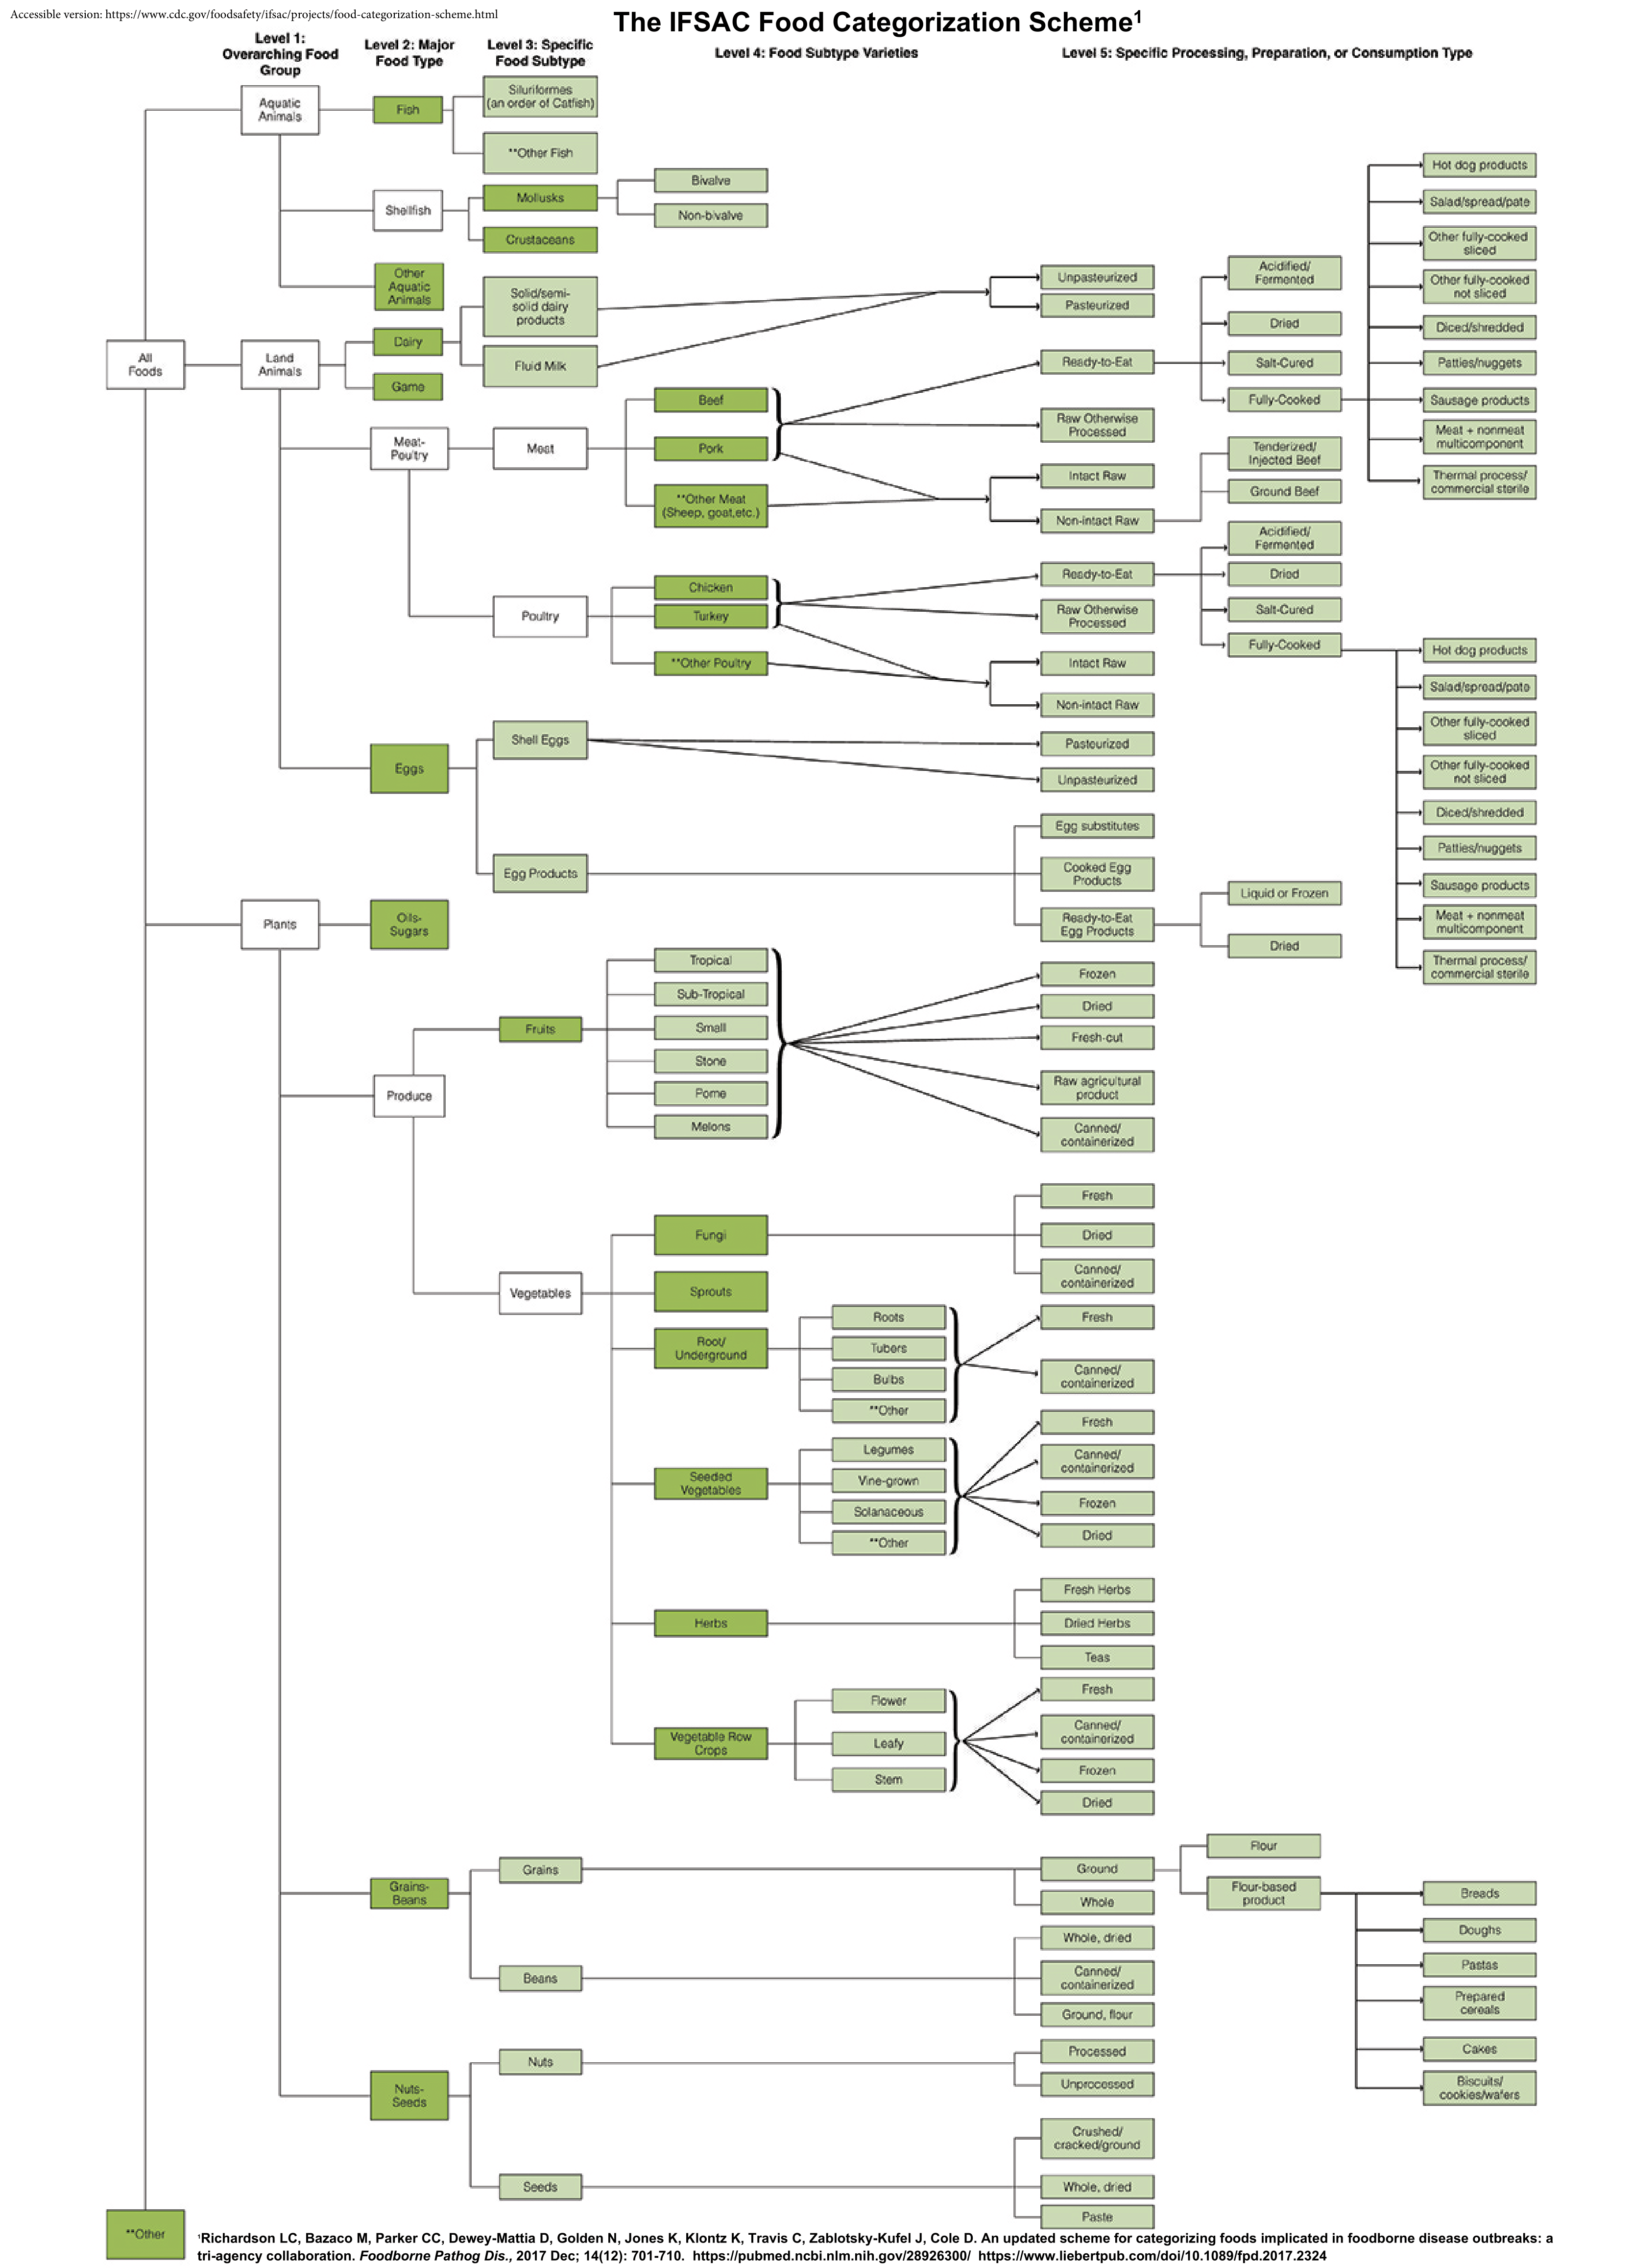 Accessible version: https://www.cdc.gov/foodsafety/ifsac/projects/food-categorization-scheme.html
The IFSAC Food Categorization Scheme¹
Level 1:
Overarching Food
Group
Level 2: Major
Food Type
Level 3: Specific
Food Subtype
Level 4: Food Subtype Varieties
Level 5: Specific Processing, Preparation, or Consumption Type
All
Foods
Aquatic
Animals
Fish
Siluriformes
(an order of Catfish)
**Other Fish
Shellfish
Mollusks
Bivalve
Non-bivalve
Crustaceans
Other
Aquatic
Animals
Land
Animals
Dairy
Solid/semi-
solid dairy
products
Fluid Milk
Unpasteurized
Pasteurized
Game
Meat-
Poultry
Meat
Beef
Pork
**Other Meat
(Sheep, goat,etc.)
Ready-to-Eat
Raw Otherwise
Processed
Intact Raw
Non-intact Raw
Acidified/
Fermented
Dried
Salt-Cured
Fully-Cooked
Tenderized/
Injected Beef
Ground Beef
Hot dog products
Salad/spread/pate
Other fully-cooked
sliced
Other fully-cooked
not sliced
Diced/shredded
Patties/nuggets
Sausage products
Meat + nonmeat
multicomponent
Thermal process/
commercial sterile
Poultry
Chicken
Turkey
**Other Poultry
Ready-to-Eat
Raw Otherwise
Processed
Intact Raw
Non-intact Raw
Acidified/
Fermented
Dried
Salt-Cured
Fully-Cooked
Hot dog products
Salad/spread/pate
Other fully-cooked
sliced
Other fully-cooked
not sliced
Diced/shredded
Patties/nuggets
Sausage products
Meat + nonmeat
multicomponent
Thermal process/
commercial sterile
Eggs
Shell Eggs
Pasteurized
Unpasteurized
Egg Products
Egg substitutes
Cooked Egg
Products
Ready-to-Eat
Egg Products
Liquid or Frozen
Dried
Plants
Oils-
Sugars
Produce
Fruits
Tropical
Sub-Tropical
Small
Stone
Pome
Melons
Frozen
Dried
Fresh-cut
Raw agricultural
product
Canned/
containerized
Vegetables
Fungi
Fresh
Dried
Canned/
containerized
Sprouts
Root/
Underground
Roots
Tubers
Bulbs
**Other
Fresh
Canned/
containerized
Seeded
Vegetables
Legumes
Vine-grown
Solanaceous
**Other
Fresh
Canned/
containerized
Frozen
Dried
Herbs
Fresh Herbs
Dried Herbs
Teas
Vegetable Row
Crops
Flower
Leafy
Stem
Fresh
Canned/
containerized
Frozen
Dried
Grains-
Beans
Grains
Ground
Whole
Flour
Flour-based
product
Breads
Doughs
Pastas
Prepared
cereals
Cakes
Biscuits/
cookies/wafers
Beans
Whole, dried
Canned/
containerized
Ground, flour
Nuts-
Seeds
Nuts
Processed
Unprocessed
Seeds
Crushed/
cracked/ground
Whole, dried
Paste
**Other
¹Richardson LC, Bazaco M, Parker CC, Dewey-Mattia D, Golden N, Jones K, Klontz K, Travis C, Zablotsky-Kufel J, Cole D. An updated scheme for categorizing foods implicated in foodborne disease outbreaks: a
tri-agency collaboration. Foodborne Pathog Dis., 2017 Dec; 14(12): 701-710. https://pubmed.ncbi.nlm.nih.gov/28926300/ https://www.liebertpub.com/doi/10.1089/fpd.2017.2324